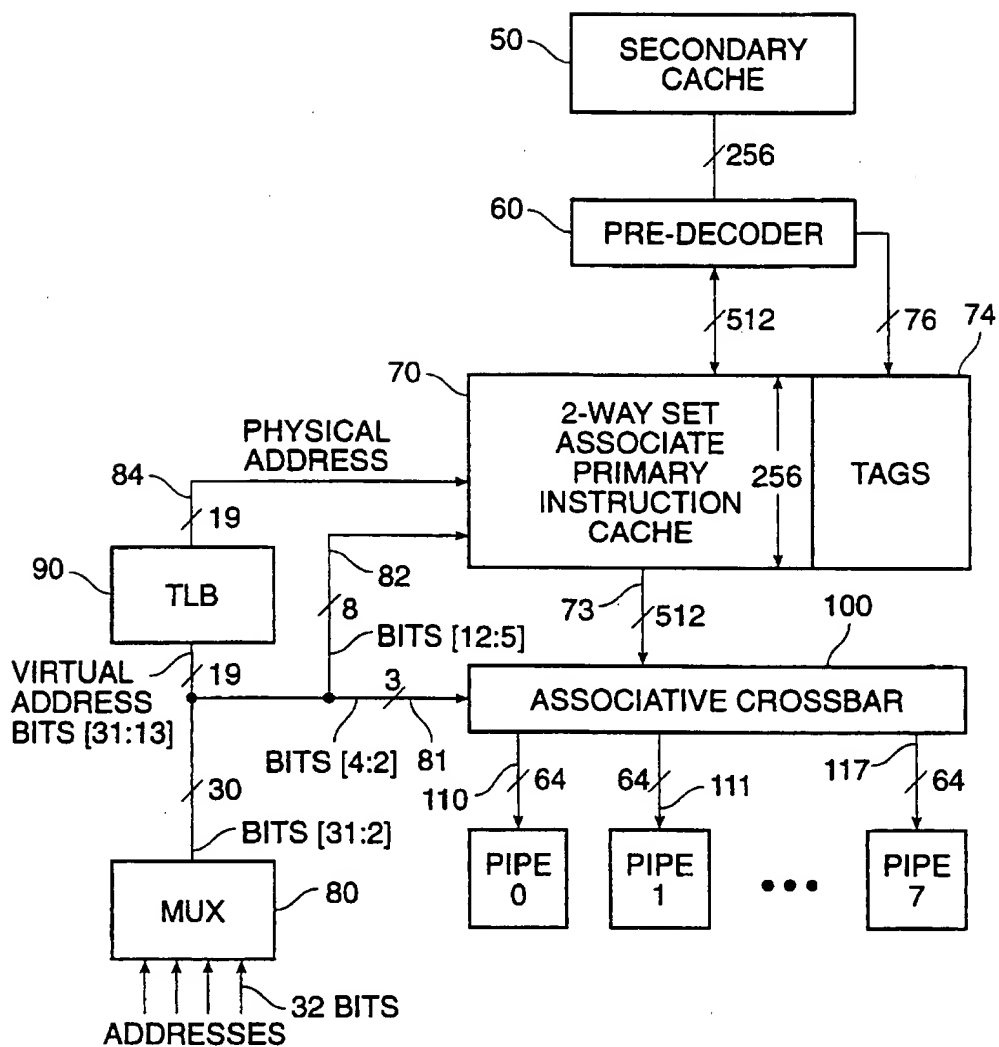 50
SECONDARY
CACHE
256
60
PRE-DECODER
512
76
74
70
2-WAY SET
ASSOCIATE
PRIMARY
INSTRUCTION
CACHE
256
TAGS
PHYSICAL
ADDRESS
84
19
90
TLB
82
8
BITS [12:5]
73
512
100
VIRTUAL
ADDRESS
BITS [31:13]
19
3
ASSOCIATIVE CROSSBAR
BITS [4:2]
81
110
64
64
111
117
64
30
BITS [31:2]
PIPE
0
PIPE
1
PIPE
7
MUX
80
32 BITS
ADDRESSES